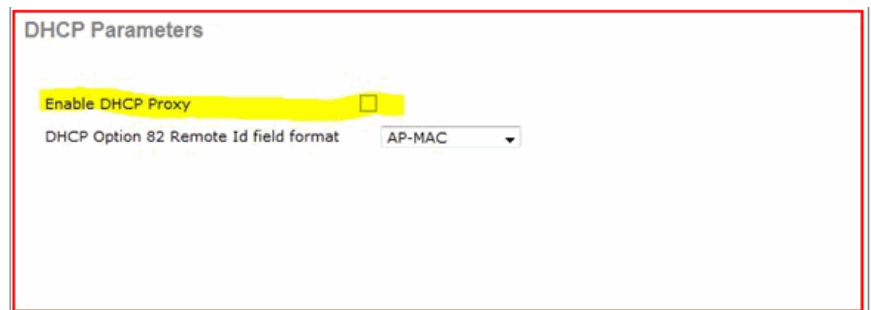 DHCP Parameters
Enable DHCP Proxy
DHCP Option 82 Remote Id field format AP-MAC